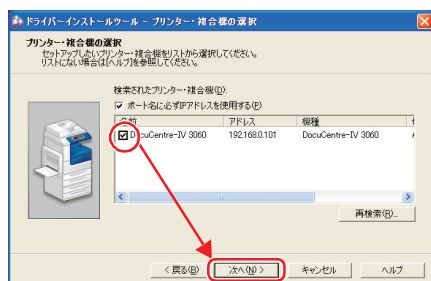 ドライバーインストールツール - プリンター・複合機の選択
プリンター・複合機の選択
セットアップしたいプリンター・複合機をリストから選択してください。
リストにない場合は[ヘルプ]を参照してください。
検索されたプリンター・複合機(D):
ポート名に必ずIPアドレスを使用する(P)
名前 アドレス 機種
DocuCentre-IV 3060 192.168.0.101 DocuCentre-IV 3060
再検索(R)...
< 戻る(B) 次へ(N) > キャンセル ヘルプ